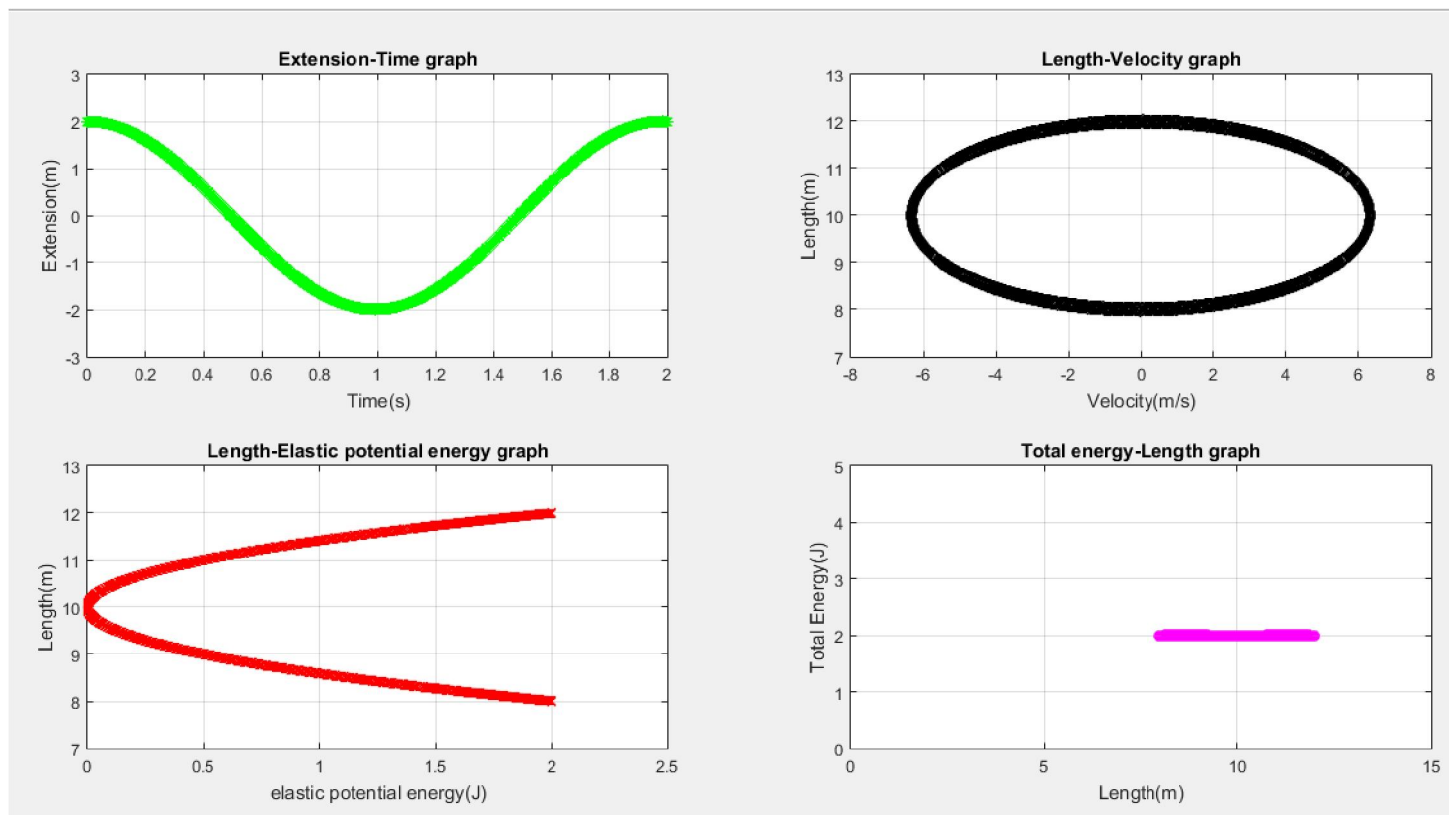 Extension-Time graph
3
2
1
0
-1
-2
-3
Extension(m)
0 0.2 0.4 0.6 0.8 1 1.2 1.4 1.6 1.8 2
Time(s)
Length-Velocity graph
13
12
11
10
9
8
7
Length(m)
-8 -6 -4 -2 0 2 4 6 8
Velocity(m/s)
Length-Elastic potential energy graph
13
12
11
10
9
8
7
Length(m)
0 0.5 1 1.5 2 2.5
elastic potential energy(J)
Total energy-Length graph
5
4
3
2
1
0
Total Energy(J)
0 5 10 15
Length(m)